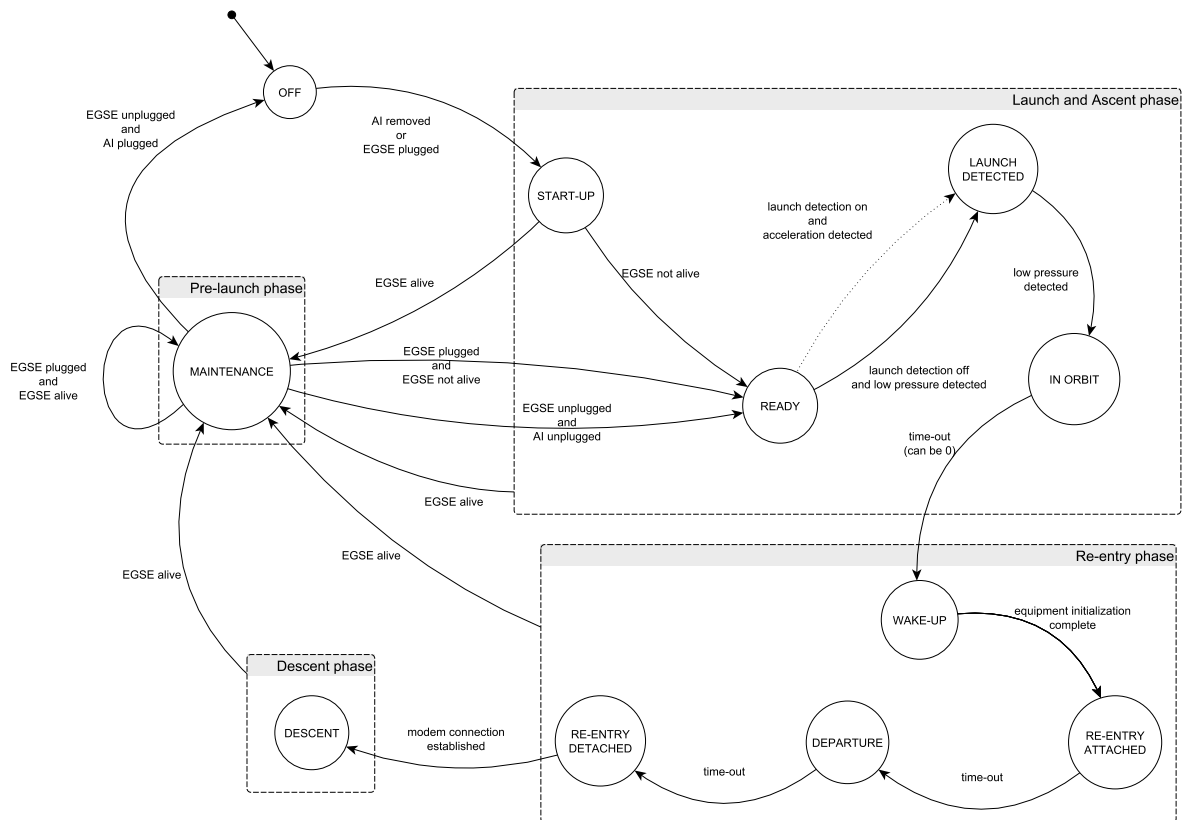 OFF
EGSE unplugged
and
AI plugged
AI removed
or
EGSE plugged
Launch and Ascent phase
LAUNCH
DETECTED
START-UP
launch detection on
and
acceleration detected
EGSE not alive
EGSE alive
low pressure
detected
Pre-launch phase
MAINTENANCE
EGSE plugged
and
EGSE alive
EGSE plugged
and
EGSE not alive
launch detection off
and low pressure detected
IN ORBIT
READY
EGSE unplugged
and
AI unplugged
time-out
(can be 0)
EGSE alive
EGSE alive
EGSE alive
Re-entry phase
WAKE-UP
equipment initialization
complete
Descent phase
DESCENT
modem connection
established
RE-ENTRY
DETACHED
time-out
DEPARTURE
time-out
RE-ENTRY
ATTACHED